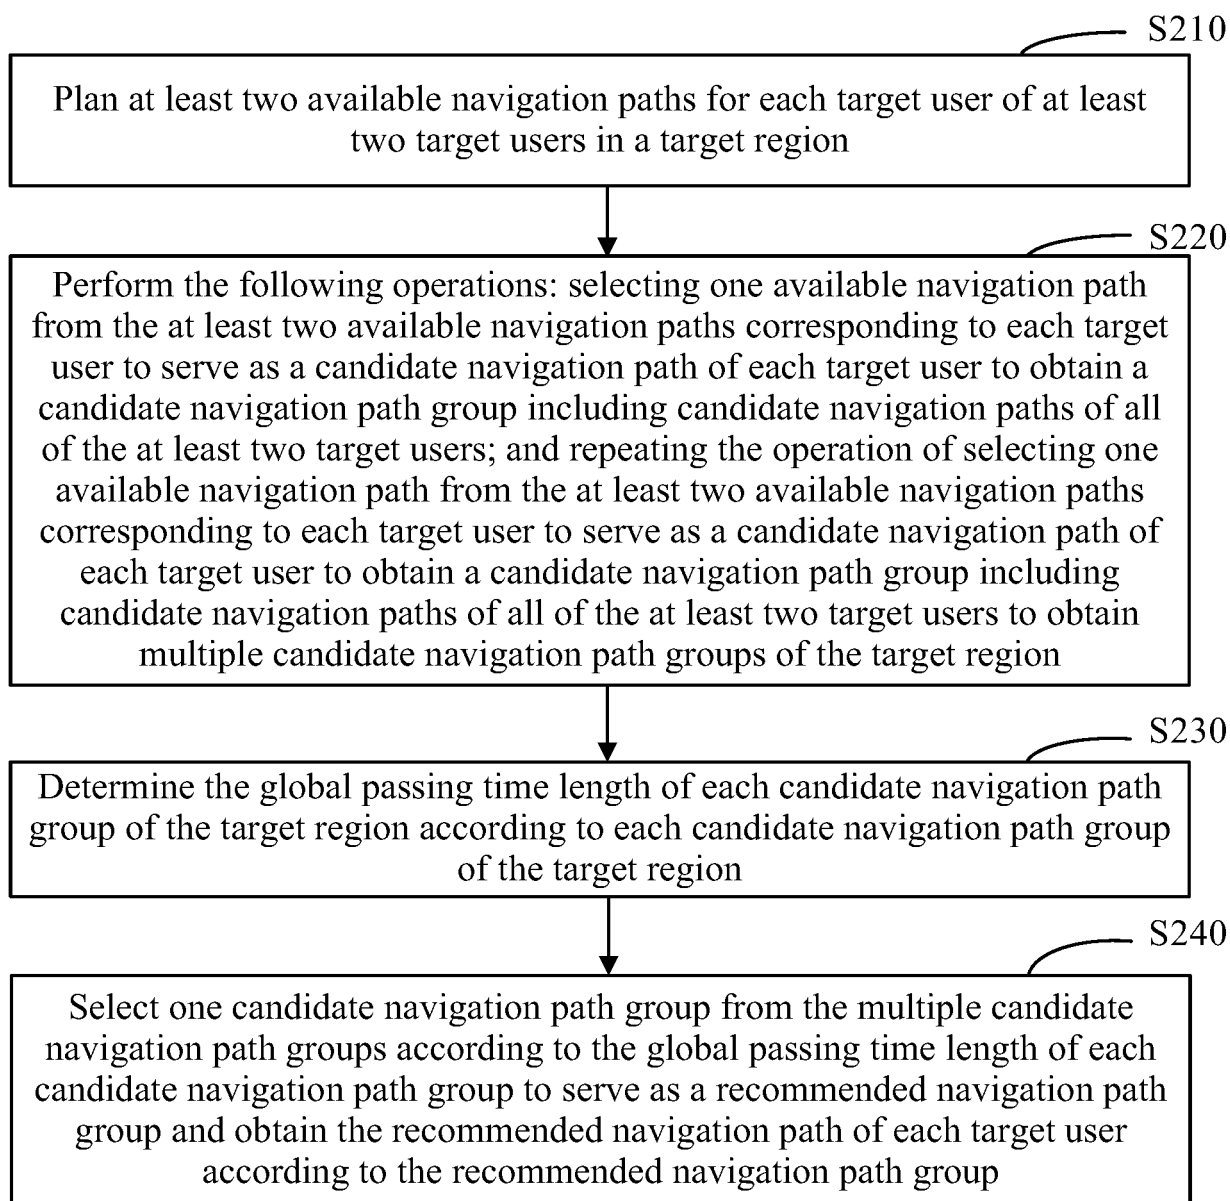 S210
Plan at least two available navigation paths for each target user of at least
two target users in a target region
S220
Perform the following operations: selecting one available navigation path
from the at least two available navigation paths corresponding to each target
user to serve as a candidate navigation path of each target user to obtain a
candidate navigation path group including candidate navigation paths of all
of the at least two target users; and repeating the operation of selecting one
available navigation path from the at least two available navigation paths
corresponding to each target user to serve as a candidate navigation path of
each target user to obtain a candidate navigation path group including
candidate navigation paths of all of the at least two target users to obtain
multiple candidate navigation path groups of the target region
S230
Determine the global passing time length of each candidate navigation path
group of the target region according to each candidate navigation path group
of the target region
S240
Select one candidate navigation path group from the multiple candidate
navigation path groups according to the global passing time length of each
candidate navigation path group to serve as a recommended navigation path
group and obtain the recommended navigation path of each target user
according to the recommended navigation path group